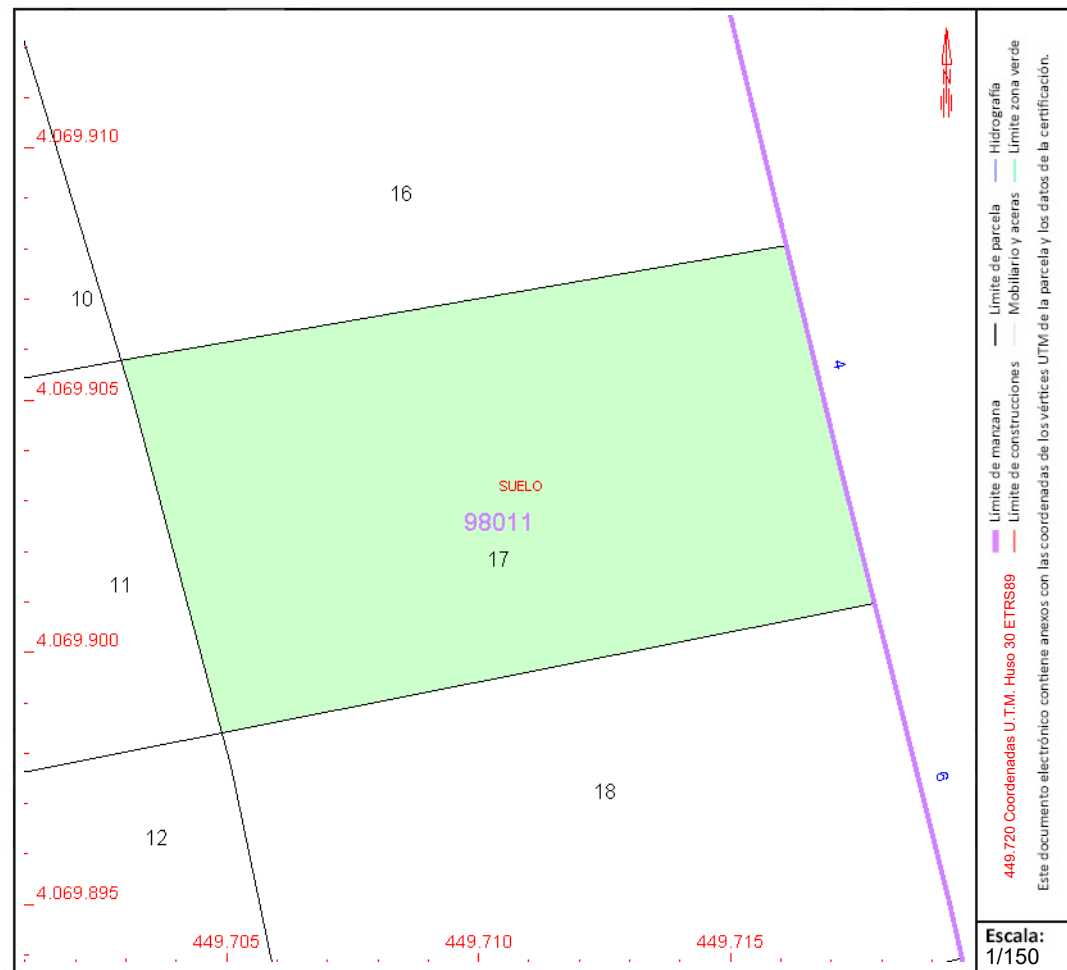 4.069.910
16
10
4.069.905
4
SUELO
98011
17
11
4.069.900
18
6
12
4.069.895
449.705
449.710
449.715
N
Límite de manzana
Límite de parcela
Hidrografía
Límite de construcciones
Mobiliario y aceras
Límite zona verde
449.720 Coordenadas U.T.M. Huso 30 ETRS89
Este documento electrónico contiene anexos con las coordenadas de los vértices UTM de la parcela y los datos de la certificación.
Escala:
1/150